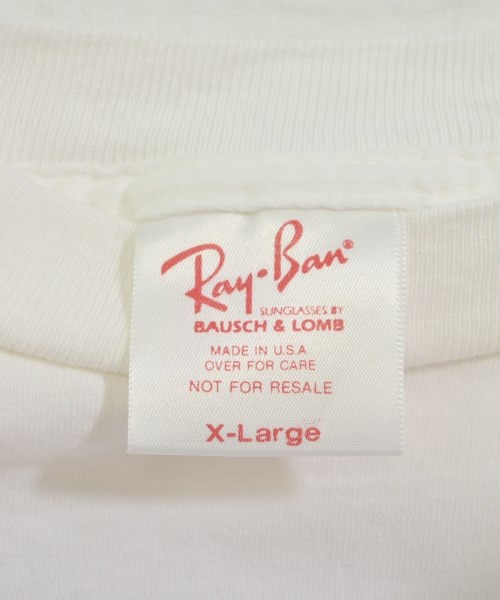 Ray-Ban®
SUNGLASSES BY
BAUSCH & LOMB
MADE IN U.S.A.
OVER FOR CARE
NOT FOR RESALE
X-Large